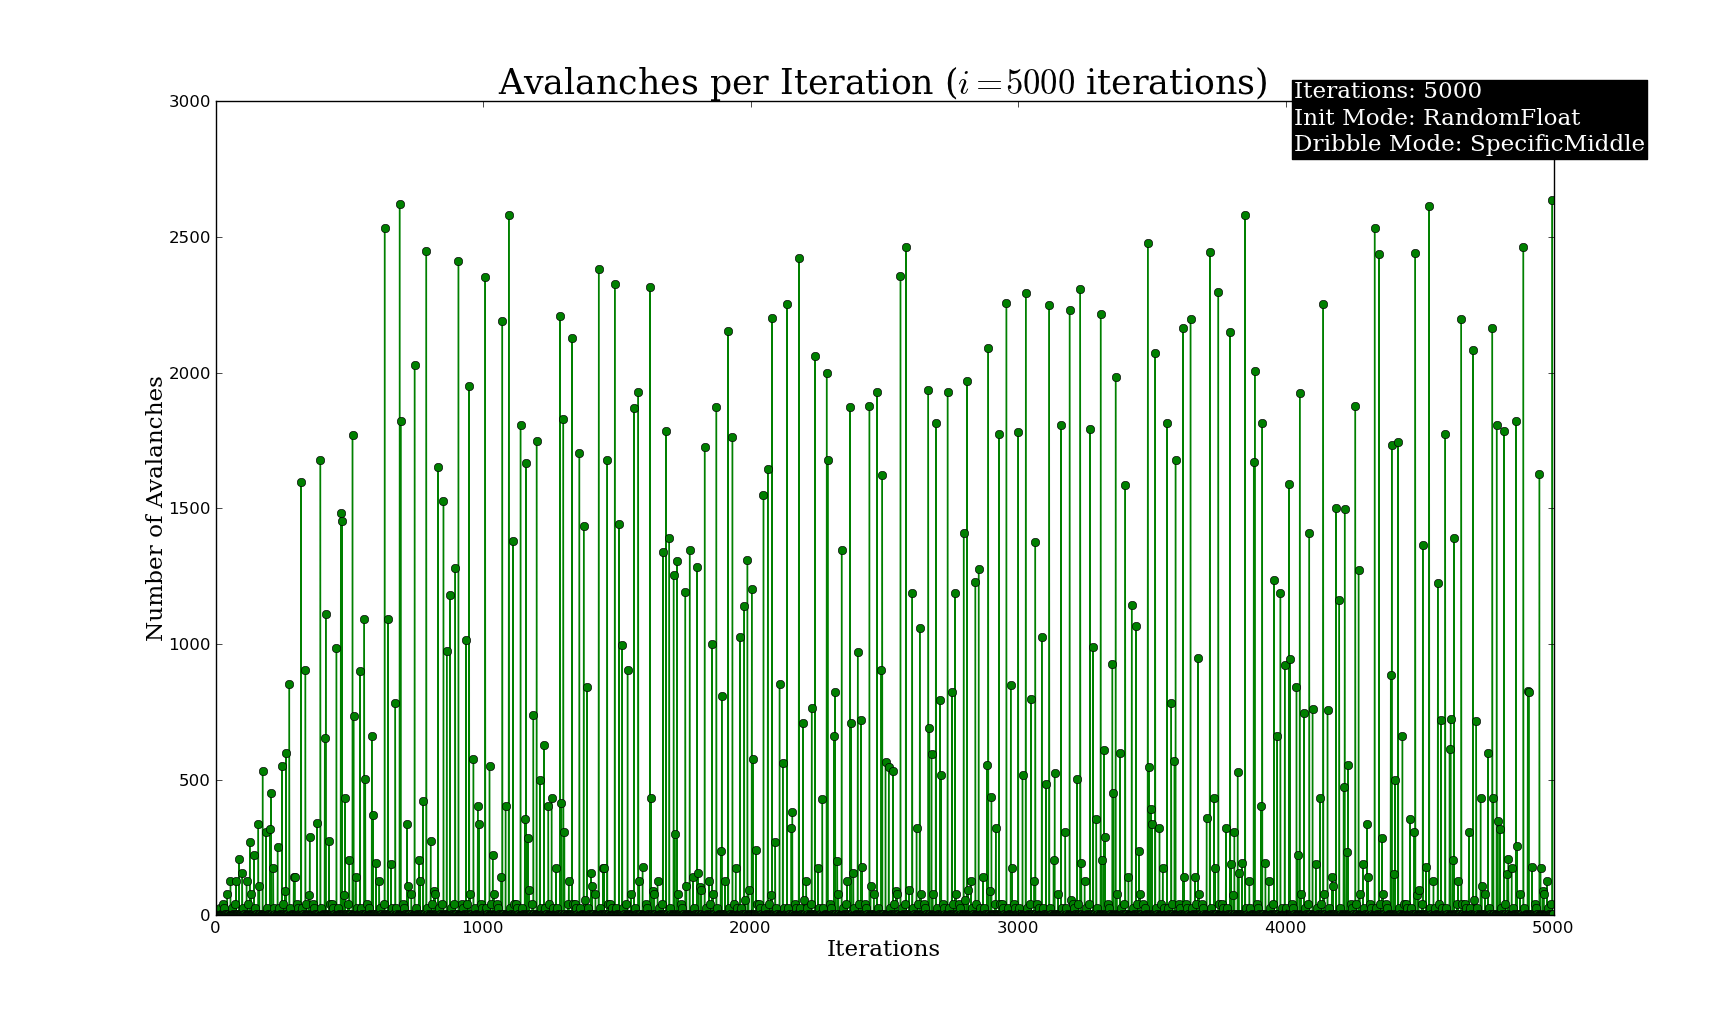 Avalanches per Iteration (i = 5000 iterations)
Iterations: 5000
Init Mode: RandomFloat
Dribble Mode: SpecificMiddle
3000
2500
2000
1500
1000
500
0
Number of Avalanches
0 1000 2000 3000 4000 5000
Iterations